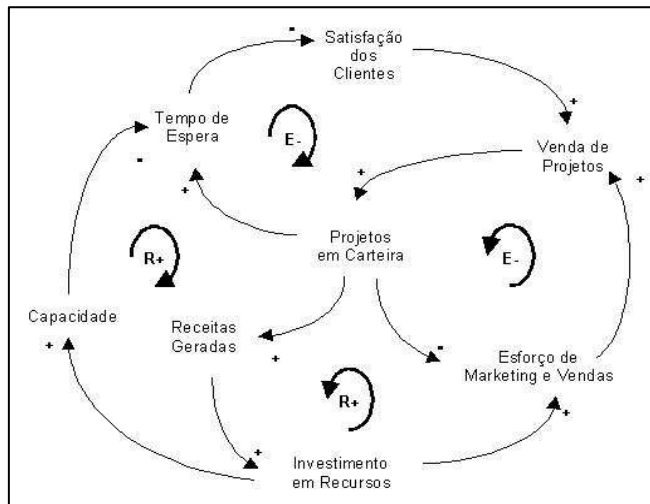 -
Satisfação
dos
Clientes
+
Tempo de
Espera
-
+
E-
+
Venda de
Projetos
+
Projetos
em Carteira
R+
E-
Capacidade
+
Receitas
Geradas
+
-
Esforço de
Marketing e Vendas
+
R+
+
Investimento
em Recursos